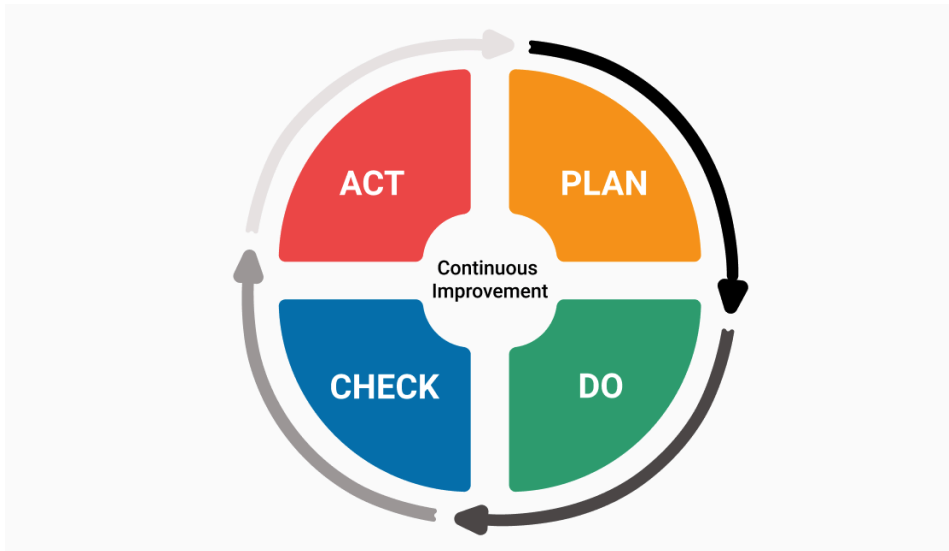 ACT
PLAN
Continuous
Improvement
CHECK
DO